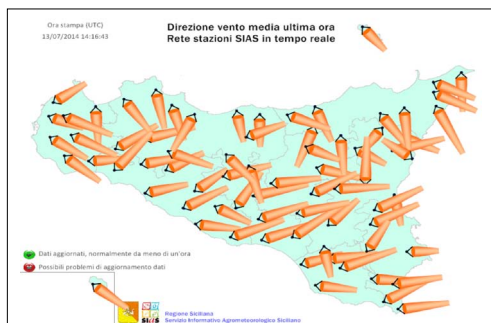 Ora stampa (UTC)
13/07/2014 14:16:43
Direzione vento media ultima ora
Rete stazioni SIAS in tempo reale
Dati aggiornati, normalmente da meno di un'ora
Possibili problemi di aggiornamento dati
SIAS
Regione Siciliana
Servizio Informativo Agrometeorologico Siciliano